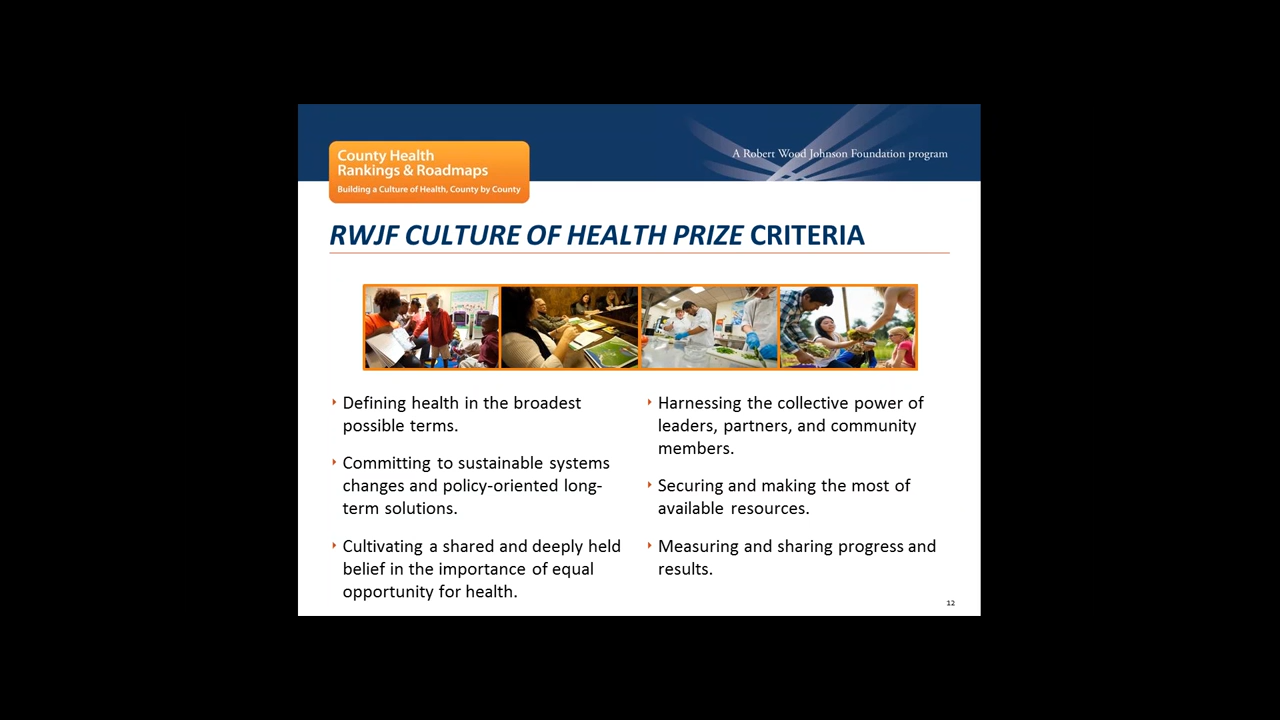 County Health
Rankings & Roadmaps
Building a Culture of Health, County by County
A Robert Wood Johnson Foundation program
RWJF CULTURE OF HEALTH PRIZE CRITERIA
Defining health in the broadest
possible terms.
Committing to sustainable systems
changes and policy-oriented long-
term solutions.
Cultivating a shared and deeply held
belief in the importance of equal
opportunity for health.
Harnessing the collective power of
leaders, partners, and community
members.
Securing and making the most of
available resources.
Measuring and sharing progress and
results.
12